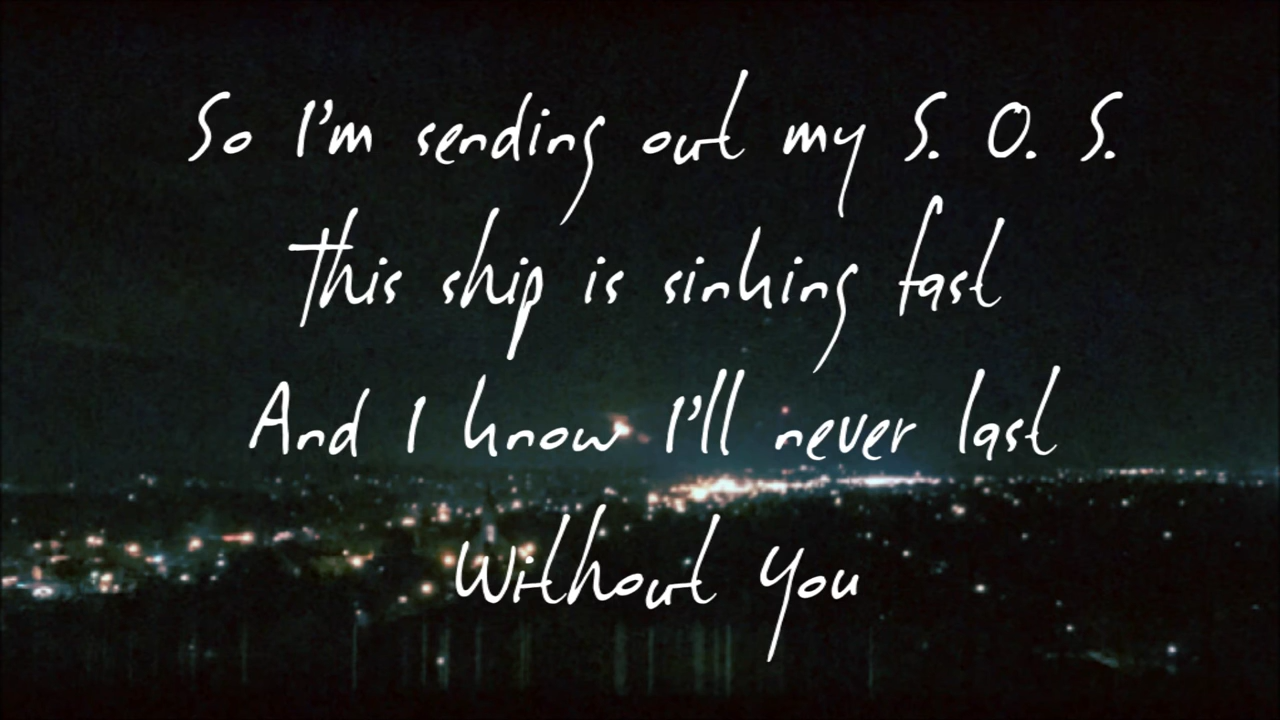 So I'm sending out my S. O. S.
This ship is sinking fast
And I know I'll never last
Without You